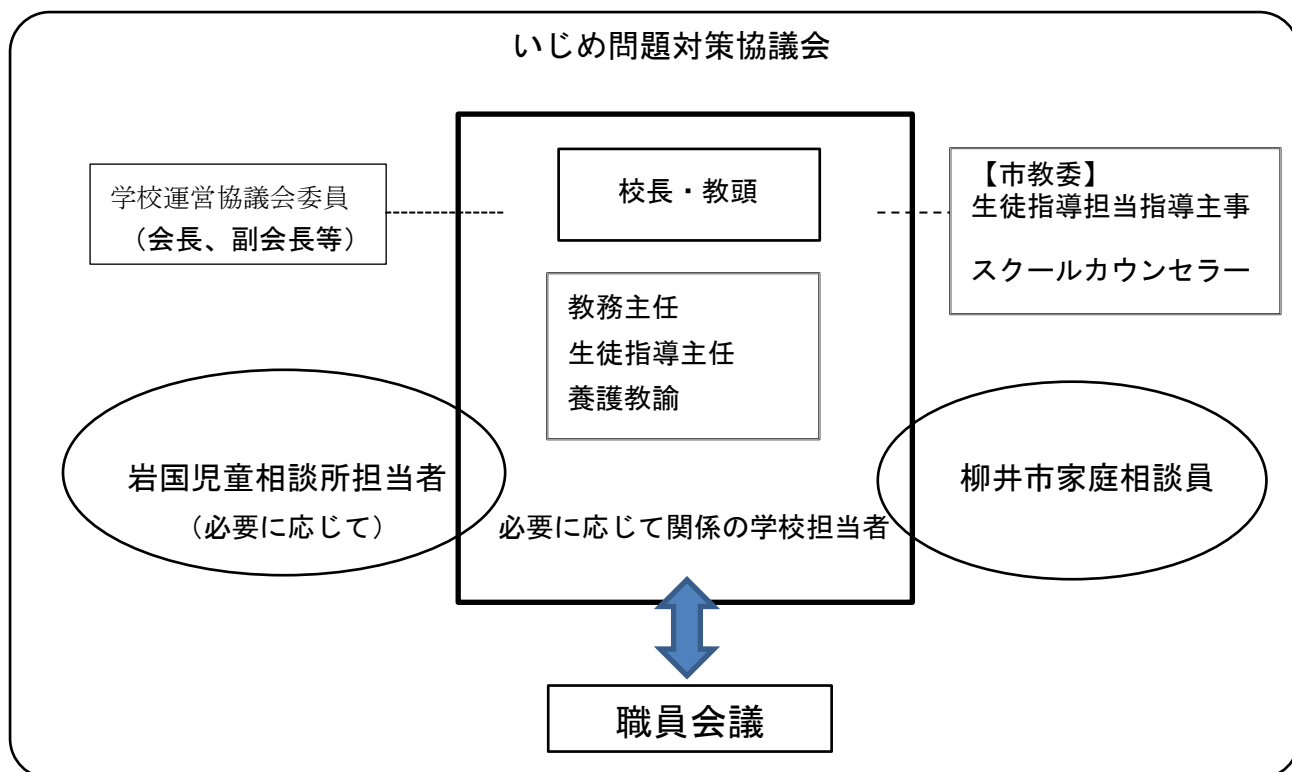 いじめ問題対策協議会
校長・教頭
学校運営協議会委員
（会長、副会長等）
【市教委】
生徒指導担当指導主事
スクールカウンセラー
教務主任
生徒指導主任
養護教諭
岩国児童相談所担当者
（必要に応じて）
必要に応じて関係の学校担当者
柳井市家庭相談員
職員会議